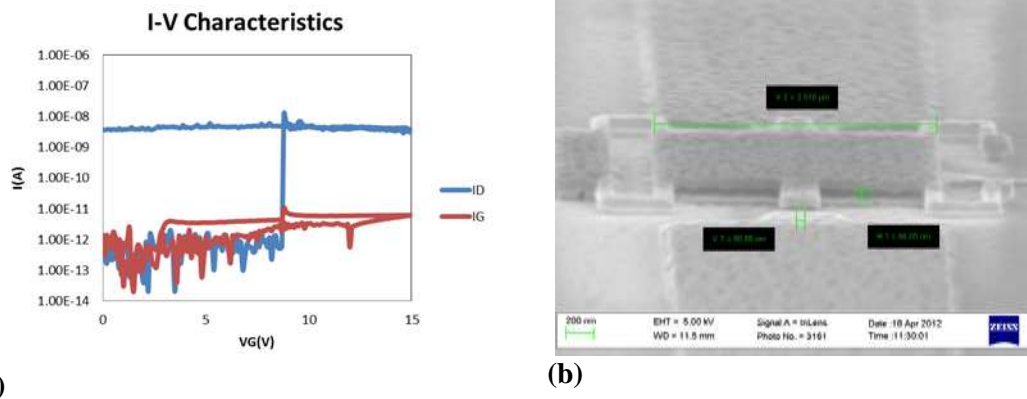 I-V Characteristics
1.00E-06
1.00E-07
1.00E-08
1.00E-09
1.00E-10
1.00E-11
1.00E-12
1.00E-13
1.00E-14
I(A)
0 5 10 15
VG(V)
ID
IG
)
200 nm
EHT = 5.00 kV
WD = 11.5 mm
Signal A = InLens
Photo No. = 3161
Date :18 Apr 2012
Time :11:30:01
ZEISS
(b)